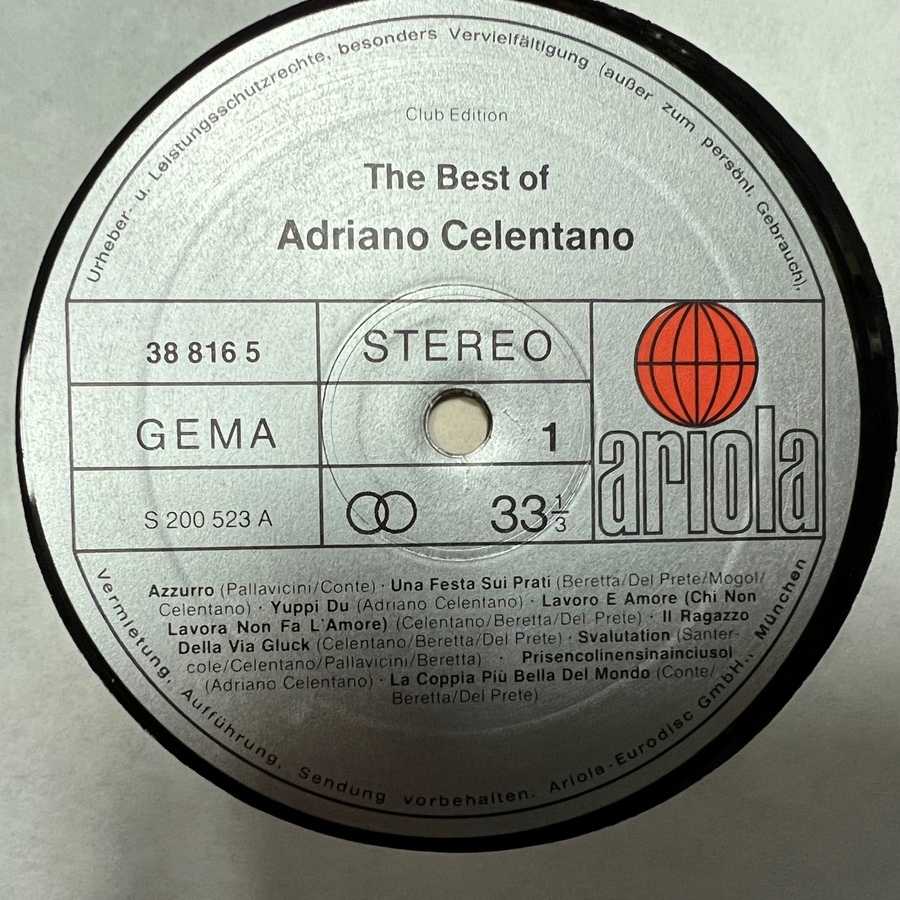 Urheber- u. Leistungsschutzrechte, besonders Vervielfältigung (außer zum persönl. Gebrauch),
Club Edition
The Best of
Adriano Celentano
38 816 5
STEREO
GEMA
1
S 200 523 A
33 1/3
ariola
Azzurro (Pallavicini/Conte) · Una Festa Sui Prati (Beretta/Del Prete/Mogol/
Celentano) · Yuppi Du (Adriano Celentano) · Lavoro E Amore (Chi Non
Lavora Non Fa L'Amore) (Celentano/Beretta/Del Prete) · Il Ragazzo
Della Via Gluck (Celentano/Beretta/Del Prete) · Svalutation (Santer-
cole/Celentano/Pallavicini/Beretta) · Prisencolinensinainciusol
(Adriano Celentano) · La Coppia Più Bella Del Mondo (Conte/
Beretta/Del Prete)
Vermietung, Aufführung, Sendung vorbehalten. Ariola-Eurodisc GmbH., München